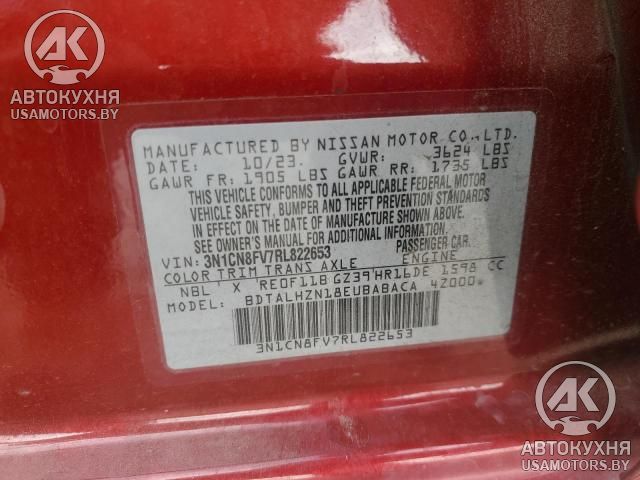 AK
АВТОКУХНЯ
USAMOTORS.BY
MANUFACTURED BY NISSAN MOTOR CO.,LTD.
DATE: 10/23. GVWR: 3624 LBS
GAWR FR: 1905 LBS GAWR RR: 1735 LBS
THIS VEHICLE CONFORMS TO ALL APPLICABLE FEDERAL MOTOR
VEHICLE SAFETY, BUMPER AND THEFT PREVENTION STANDARDS
IN EFFECT ON THE DATE OF MANUFACTURE SHOWN ABOVE.
SEE OWNER'S MANUAL FOR ADDITIONAL INFORMATION.
VIN: 3N1CN8FV7RL822653 PASSENGER CAR.
COLOR TRIM TRANS AXLE ENGINE
NBL X RE0F11B GZ39 HR16DE 1598 CC
MODEL: BDTALHZN18EUBABACA 42000*
3N1CN8FV7RL822653
AK
АВТОКУХНЯ
USAMOTORS.BY